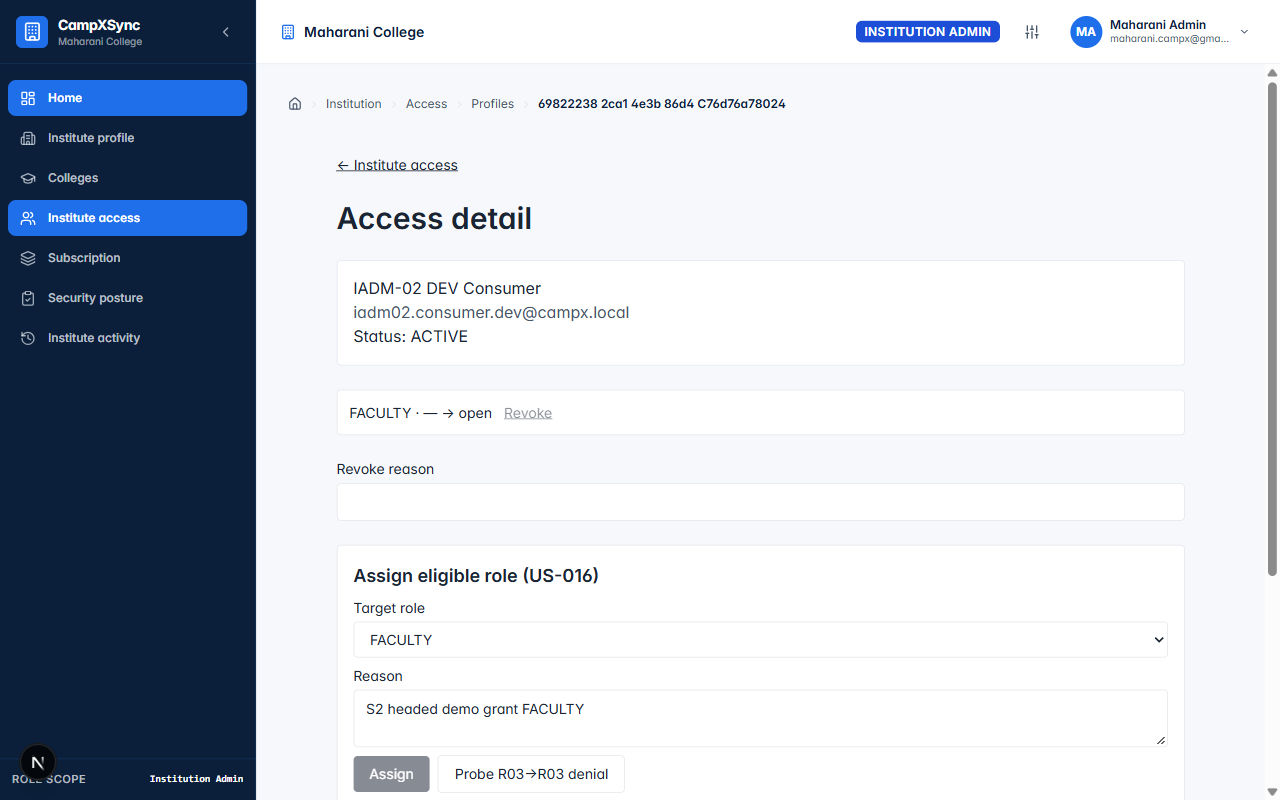 CampXSync
Maharani College
Maharani College
INSTITUTION ADMIN
MA
Maharani Admin
maharani.campx@gma...
Home
Institute profile
Colleges
Institute access
Subscription
Security posture
Institute activity
N
ROLE SCOPE
Institution Admin
Institution
Access
Profiles
69822238 2ca1 4e3b 86d4 C76d76a78024
← Institute access
Access detail
IADM-02 DEV Consumer
iadm02.consumer.dev@campx.local
Status: ACTIVE
FACULTY · — → open Revoke
Revoke reason
Assign eligible role (US-016)
Target role
FACULTY
Reason
S2 headed demo grant FACULTY
Assign
Probe R03→R03 denial